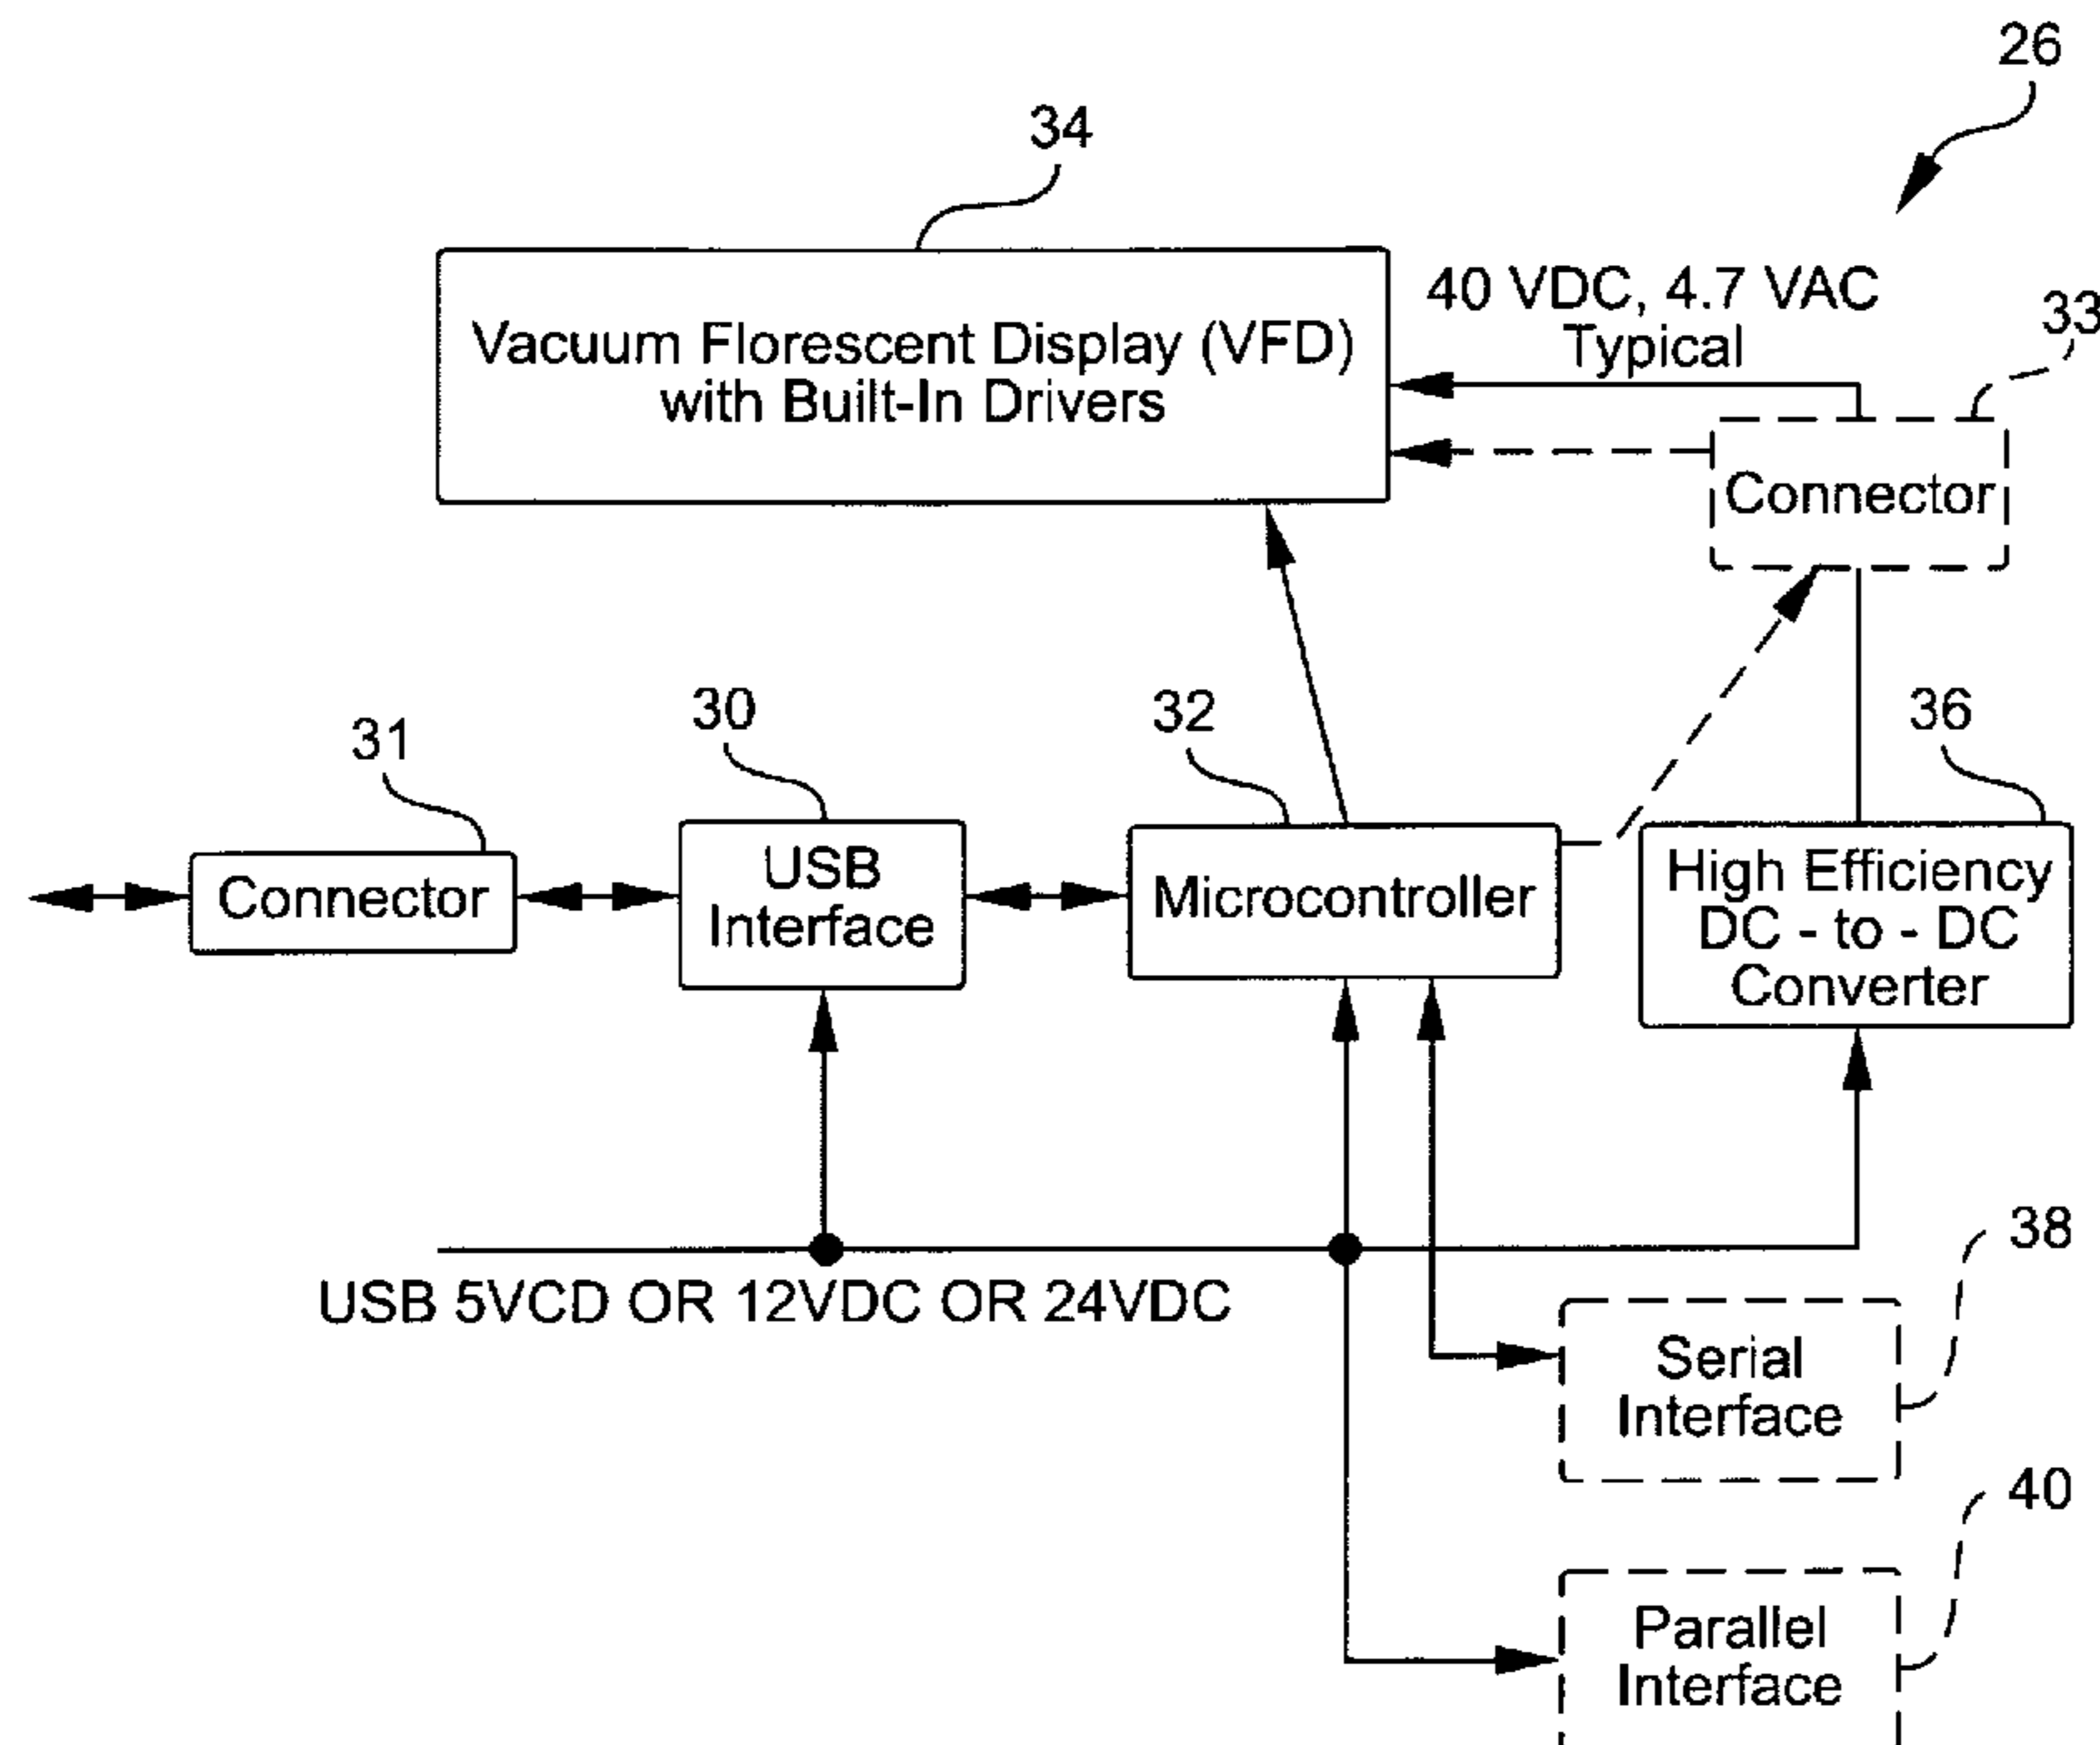 26
34
40 VDC, 4.7 VAC
Typical
33
Vacuum Florescent Display (VFD)
with Built-In Drivers
Connector
31
30
32
36
Connector
USB
Interface
Microcontroller
High Efficiency
DC - to - DC
Converter
USB 5VCD OR 12VDC OR 24VDC
38
Serial
Interface
40
Parallel
Interface